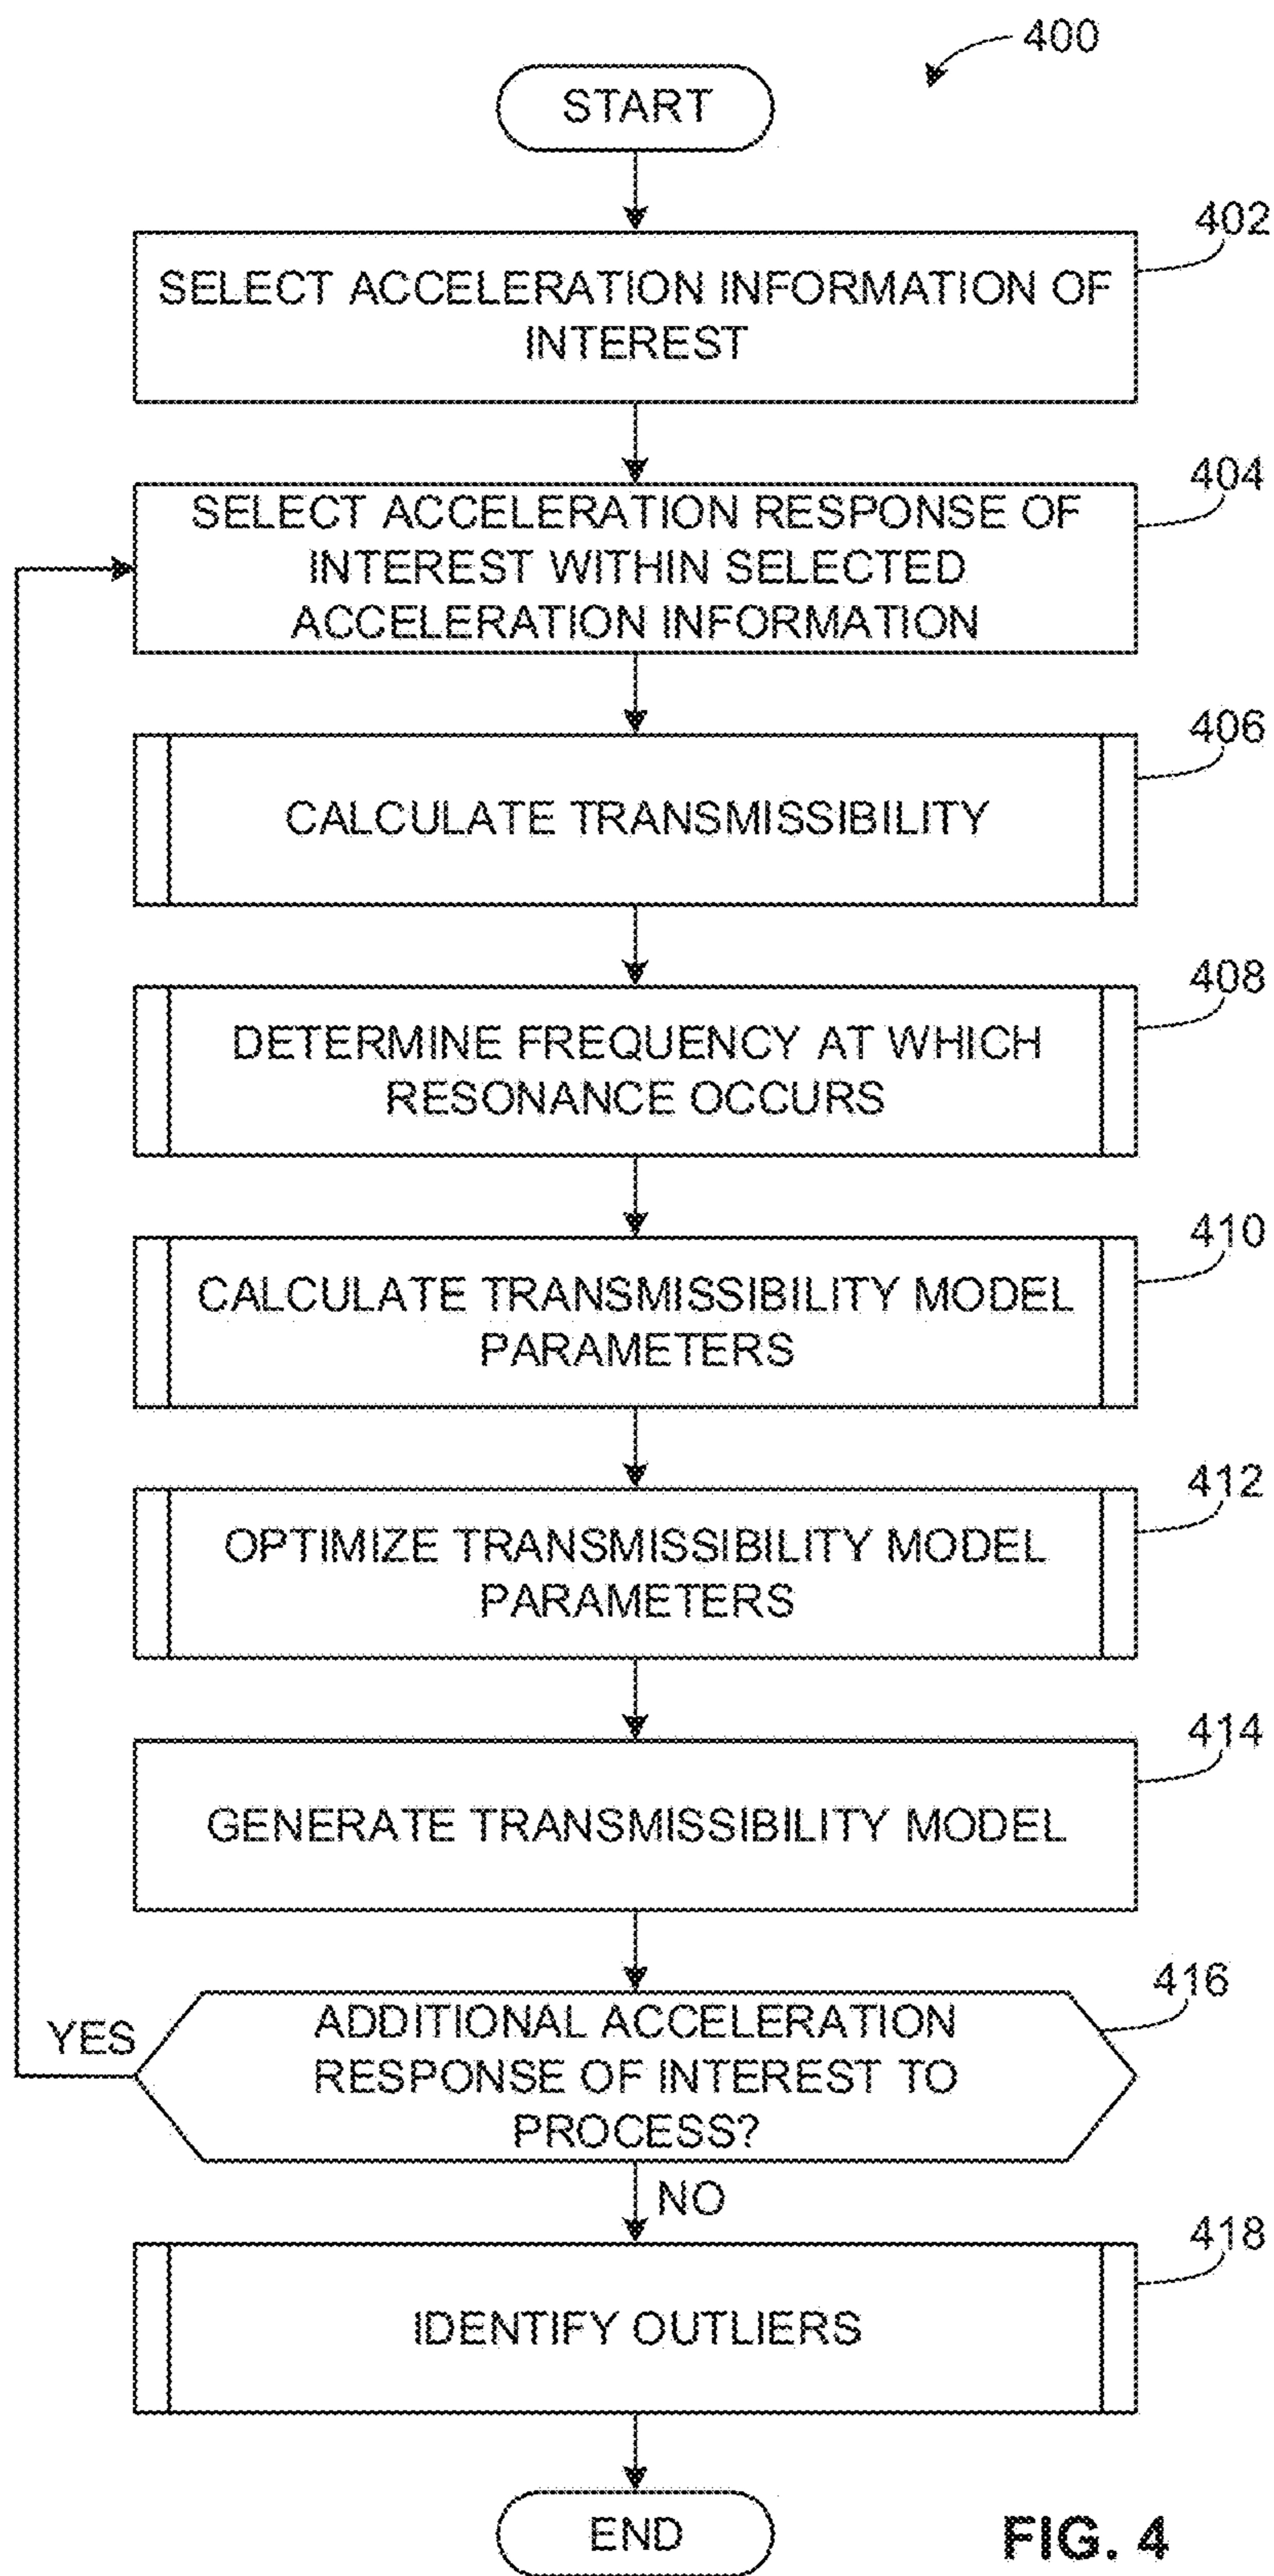 400
START
402
SELECT ACCELERATION INFORMATION OF
INTEREST
404
SELECT ACCELERATION RESPONSE OF
INTEREST WITHIN SELECTED
ACCELERATION INFORMATION
406
CALCULATE TRANSMISSIBILITY
408
DETERMINE FREQUENCY AT WHICH
RESONANCE OCCURS
410
CALCULATE TRANSMISSIBILITY MODEL
PARAMETERS
412
OPTIMIZE TRANSMISSIBILITY MODEL
PARAMETERS
414
GENERATE TRANSMISSIBILITY MODEL
416
ADDITIONAL ACCELERATION
RESPONSE OF INTEREST TO
PROCESS?
YES
NO
418
IDENTIFY OUTLIERS
END
FIG. 4